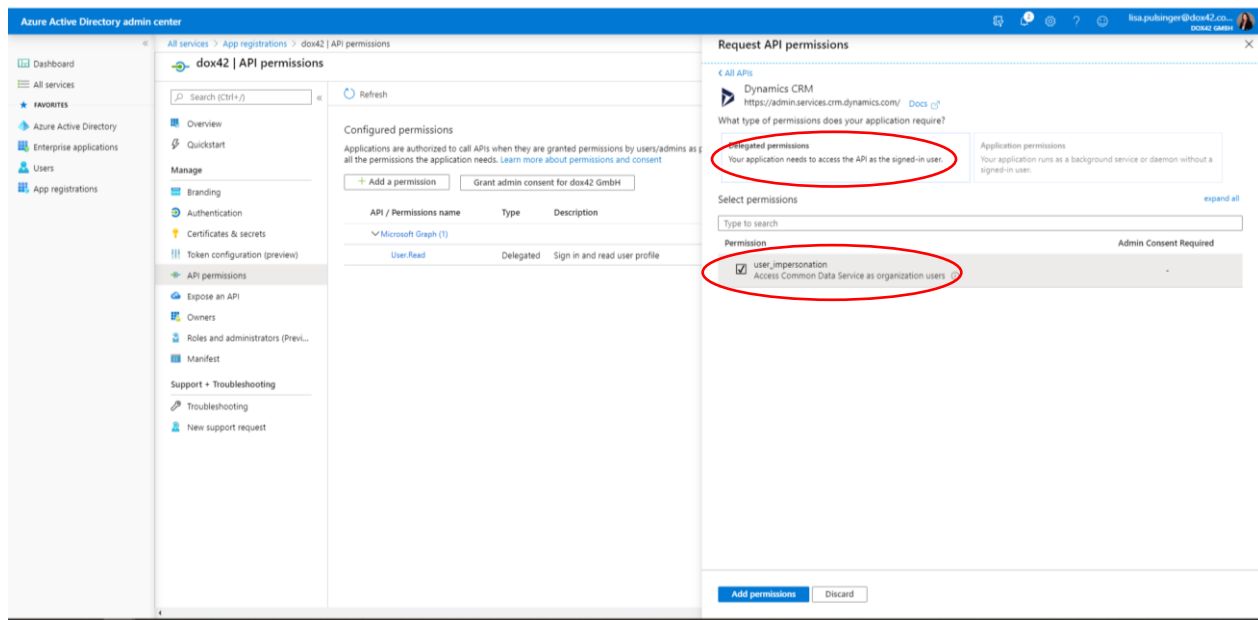 Azure Active Directory admin center
lisa.pulsinger@dox42.co...
DOX42 GMBH
Dashboard
All services
FAVORITES
Azure Active Directory
Enterprise applications
Users
App registrations
All services > App registrations > dox42 | API permissions
dox42 | API permissions
Search (Ctrl+/)
Overview
Quickstart
Manage
Branding
Authentication
Certificates & secrets
Token configuration (preview)
API permissions
Expose an API
Owners
Roles and administrators (Previ...
Manifest
Support + Troubleshooting
Troubleshooting
New support request
Refresh
Configured permissions
Applications are authorized to call APIs when they are granted permissions by users/admins as p
all the permissions the application needs. Learn more about permissions and consent
+ Add a permission
Grant admin consent for dox42 GmbH
API / Permissions name Type Description
Microsoft Graph (1)
User.Read Delegated Sign in and read user profile
Request API permissions
All APIs
Dynamics CRM
https://admin.services.crm.dynamics.com/ Docs
What type of permissions does your application require?
Delegated permissions
Your application needs to access the API as the signed-in user.
Application permissions
Your application runs as a background service or daemon without a
signed-in user.
Select permissions
expand all
Type to search
Permission Admin Consent Required
user_impersonation
Access Common Data Service as organization users
-
Add permissions
Discard